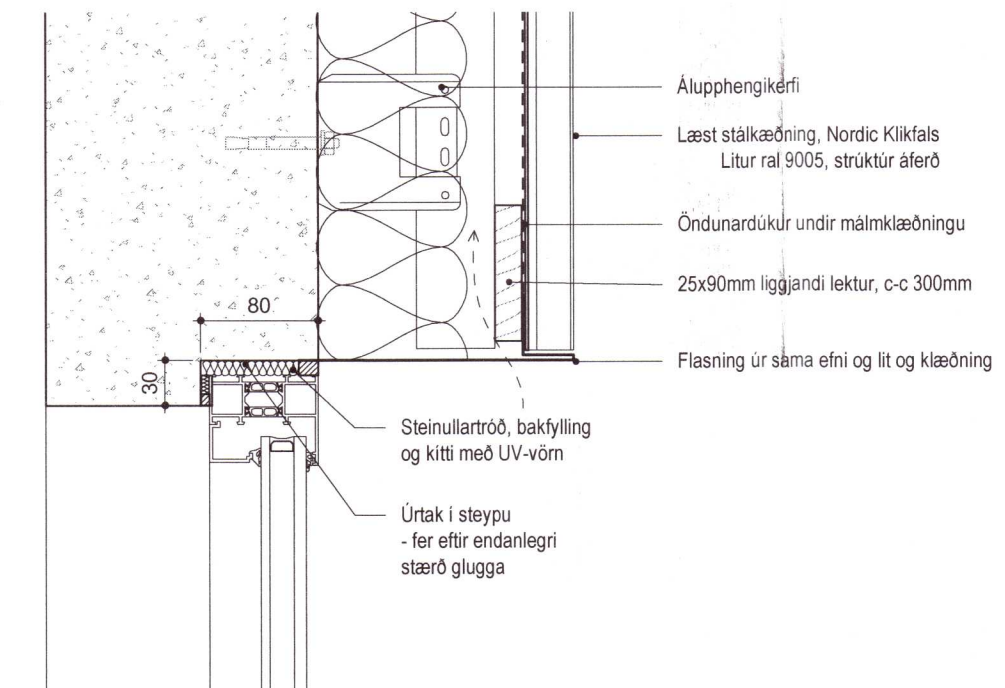 Álupphengikerfi
Læst stálkæðning, Nordic Klikfals
Litur ral 9005, strúktúr áferð
Öndunardúkur undir málmklæðningu
25x90mm liggjandi lektur, c-c 300mm
80
Flasning úr sama efni og lit og klæðning
30
Steinullartróð, bakfylling
og kítti með UV-vörn
Úrtak í steypu
- fer eftir endanlegri
stærð glugga